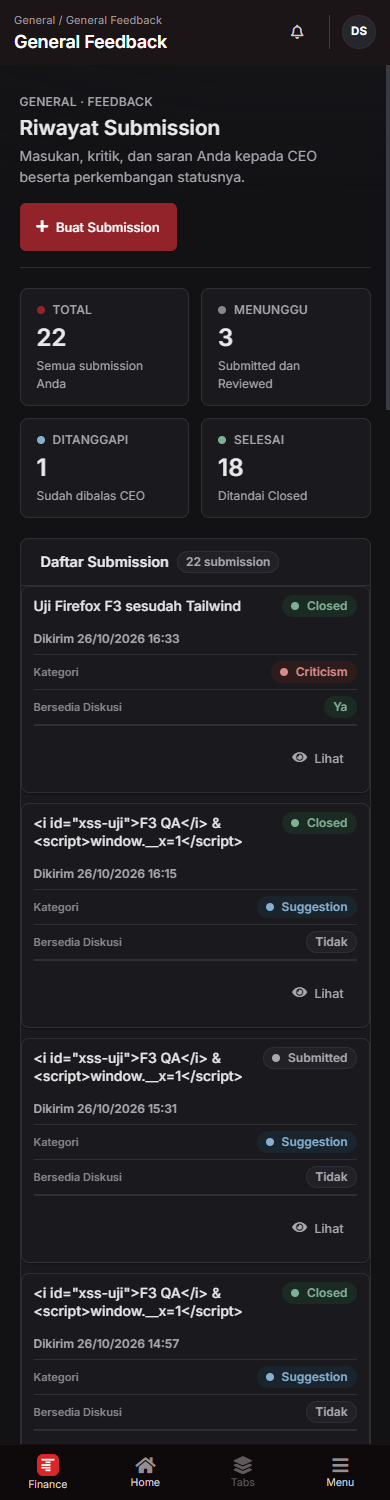 General / General Feedback
General Feedback
DS
GENERAL · FEEDBACK
Riwayat Submission
Masukan, kritik, dan saran Anda kepada CEO
beserta perkembangan statusnya.
+ Buat Submission
TOTAL
22
Semua submission
Anda
MENUNGGU
3
Submitted dan
Reviewed
DITANGGAPI
1
Sudah dibalas CEO
SELESAI
18
Ditandai Closed
Daftar Submission 22 submission
Uji Firefox F3 sesudah Tailwind Closed
Dikirim 26/10/2026 16:33
Kategori Criticism
Bersedia Diskusi Ya
Lihat
<i id="xss-uji">F3 QA</i> & Closed
<script>window.__x=1</script>
Dikirim 26/10/2026 16:15
Kategori Suggestion
Bersedia Diskusi Tidak
Lihat
<i id="xss-uji">F3 QA</i> & Submitted
<script>window.__x=1</script>
Dikirim 26/10/2026 15:31
Kategori Suggestion
Bersedia Diskusi Tidak
Lihat
<i id="xss-uji">F3 QA</i> & Closed
<script>window.__x=1</script>
Dikirim 26/10/2026 14:57
Kategori Suggestion
Bersedia Diskusi Tidak
Finance Home Tabs Menu